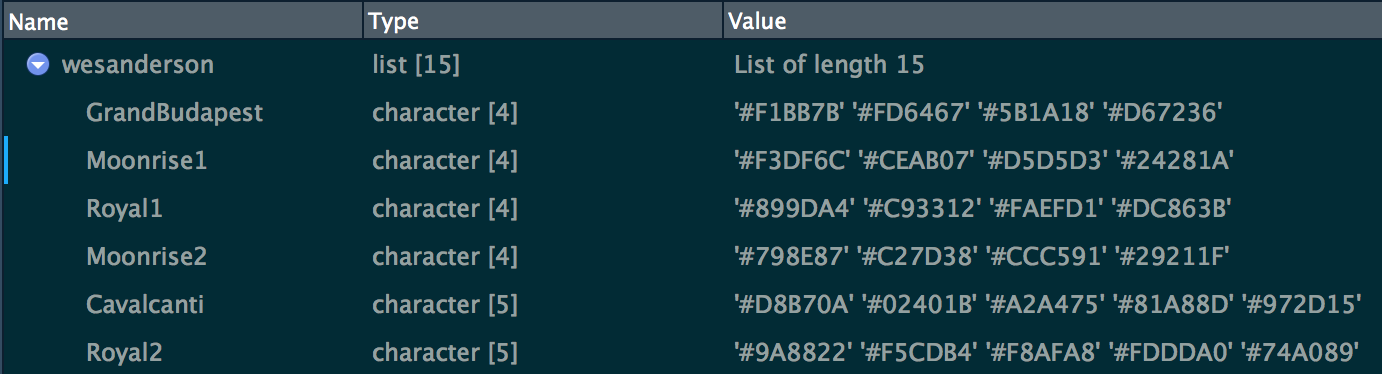 Name Type Value
wesanderson list [15] List of length 15
GrandBudapest character [4] '#F1BB7B' '#FD6467' '#5B1A18' '#D67236'
Moonrise1 character [4] '#F3DF6C' '#CEAB07' '#D5D5D3' '#24281A'
Royal1 character [4] '#899DA4' '#C93312' '#FAEFD1' '#DC863B'
Moonrise2 character [4] '#798E87' '#C27D38' '#CCC591' '#29211F'
Cavalcanti character [5] '#D8B70A' '#02401B' '#A2A475' '#81A88D' '#972D15'
Royal2 character [5] '#9A8822' '#F5CDB4' '#F8AFA8' '#FDDDA0' '#74A089'